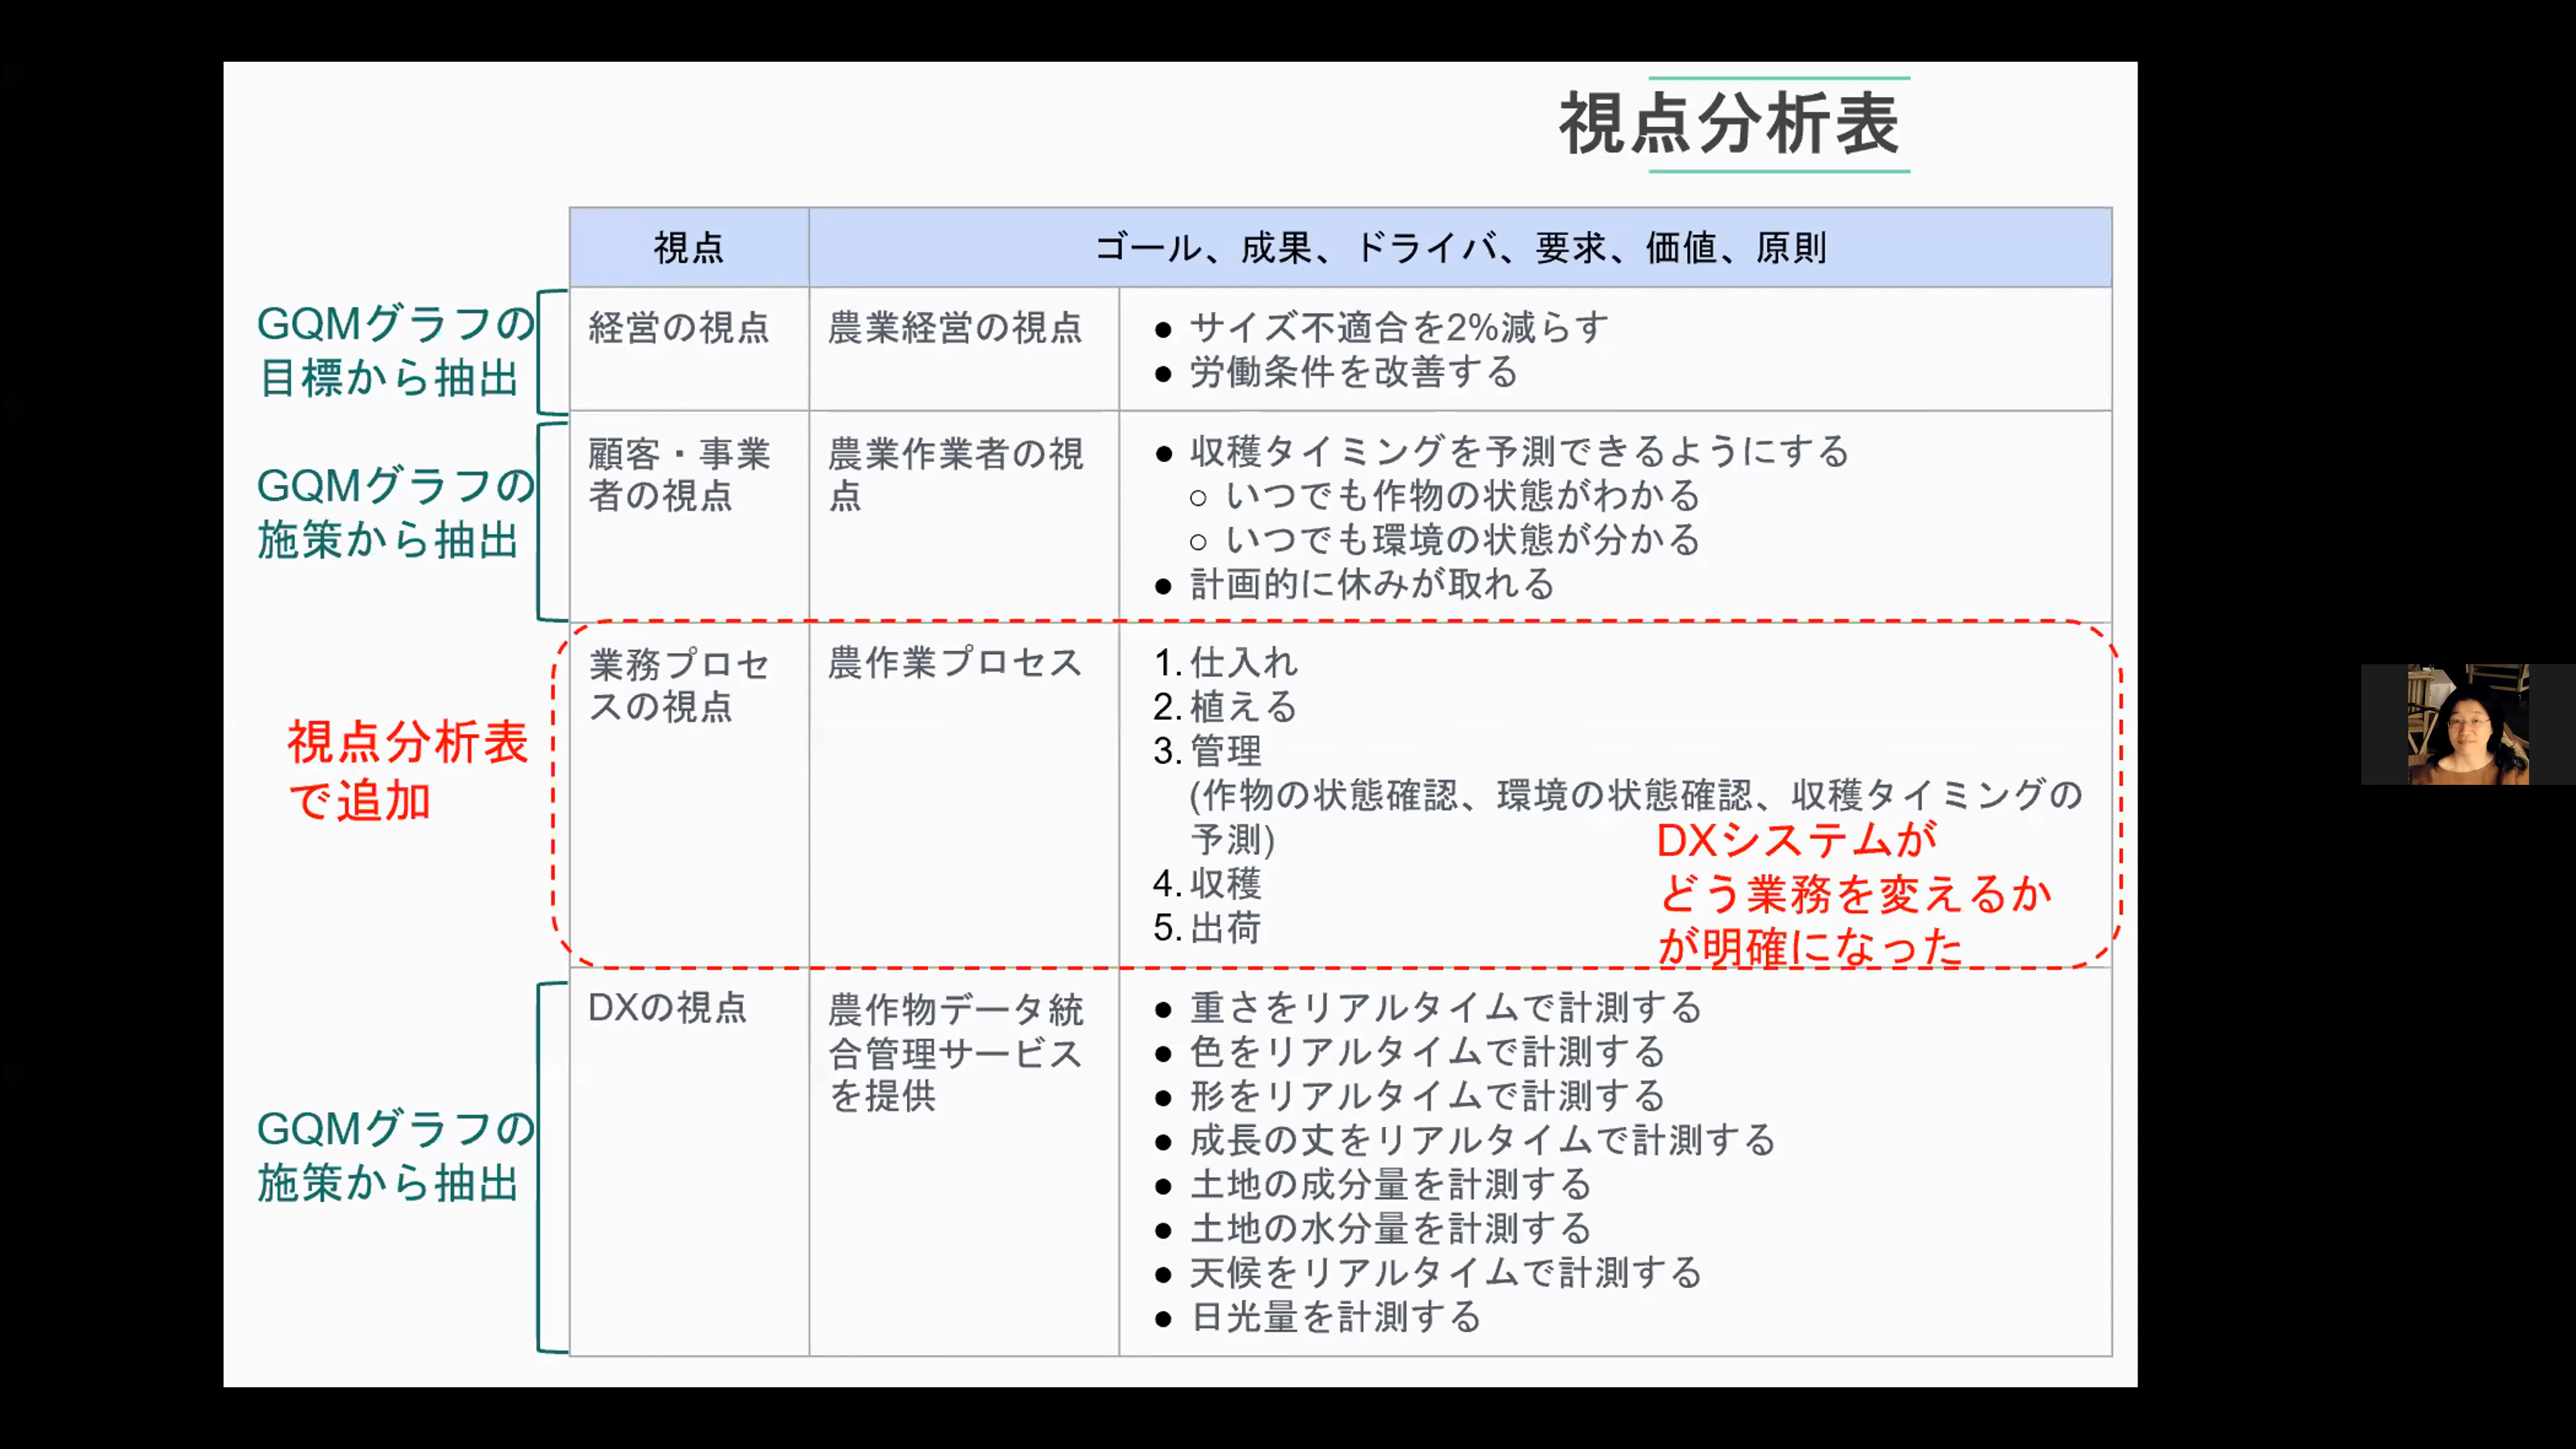 視点分析表
視点
ゴール、成果、ドライバ、要求、価値、原則
GQMグラフの
目標から抽出
経営の視点
農業経営の視点
● サイズ不適合を2%減らす
● 労働条件を改善する
GQMグラフの
施策から抽出
顧客・事業
者の視点
農業作業者の視
点
● 収穫タイミングを予測できるようにする
○ いつでも作物の状態がわかる
○ いつでも環境の状態が分かる
● 計画的に休みが取れる
視点分析表
で追加
業務プロセ
スの視点
農作業プロセス
1. 仕入れ
2. 植える
3. 管理
(作物の状態確認、環境の状態確認、収穫タイミングの
予測)
4. 収穫
5. 出荷
DXシステムが
どう業務を変えるか
が明確になった
GQMグラフの
施策から抽出
DXの視点
農作物データ統
合管理サービス
を提供
● 重さをリアルタイムで計測する
● 色をリアルタイムで計測する
● 形をリアルタイムで計測する
● 成長の丈をリアルタイムで計測する
● 土地の成分量を計測する
● 土地の水分量を計測する
● 天候をリアルタイムで計測する
● 日光量を計測する